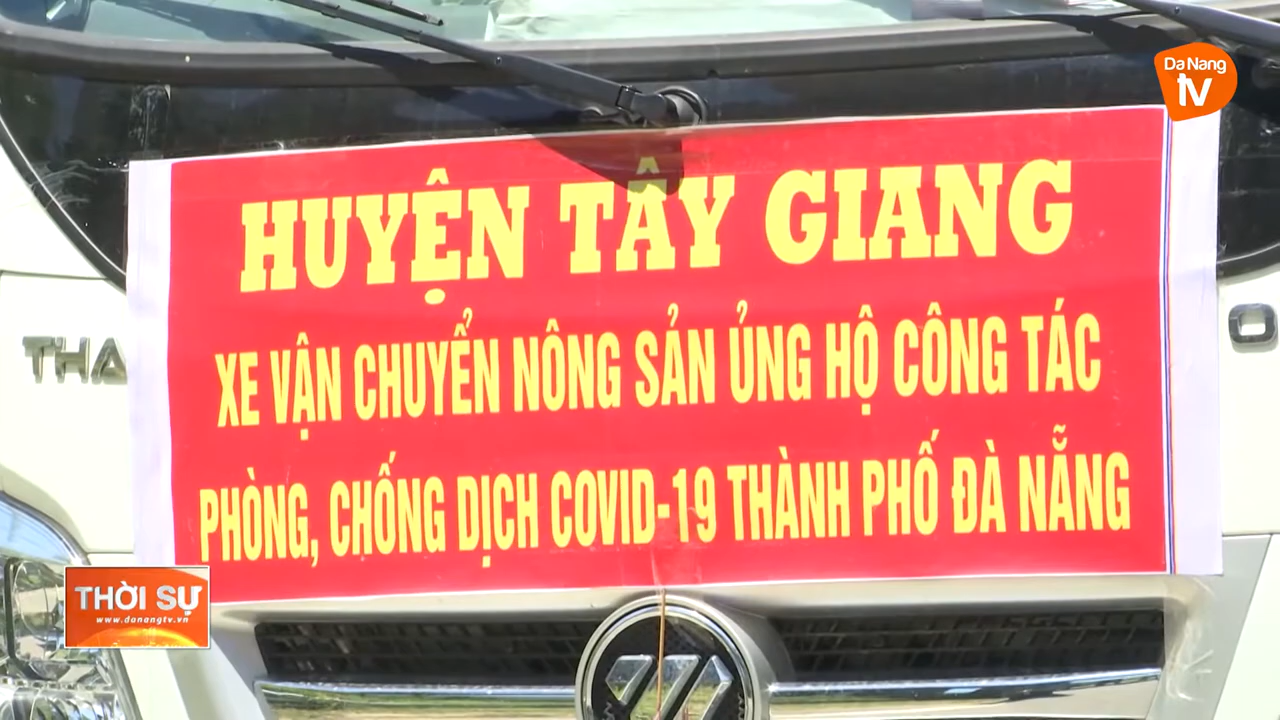 Da Nang
tv
HUYỆN TÂY GIANG
XE VẬN CHUYỂN NÔNG SẢN ỦNG HỘ CÔNG TÁC
PHÒNG, CHỐNG DỊCH COVID-19 THÀNH PHỐ ĐÀ NẴNG
THA
O
THỜI SỰ
www.danangtv.vn